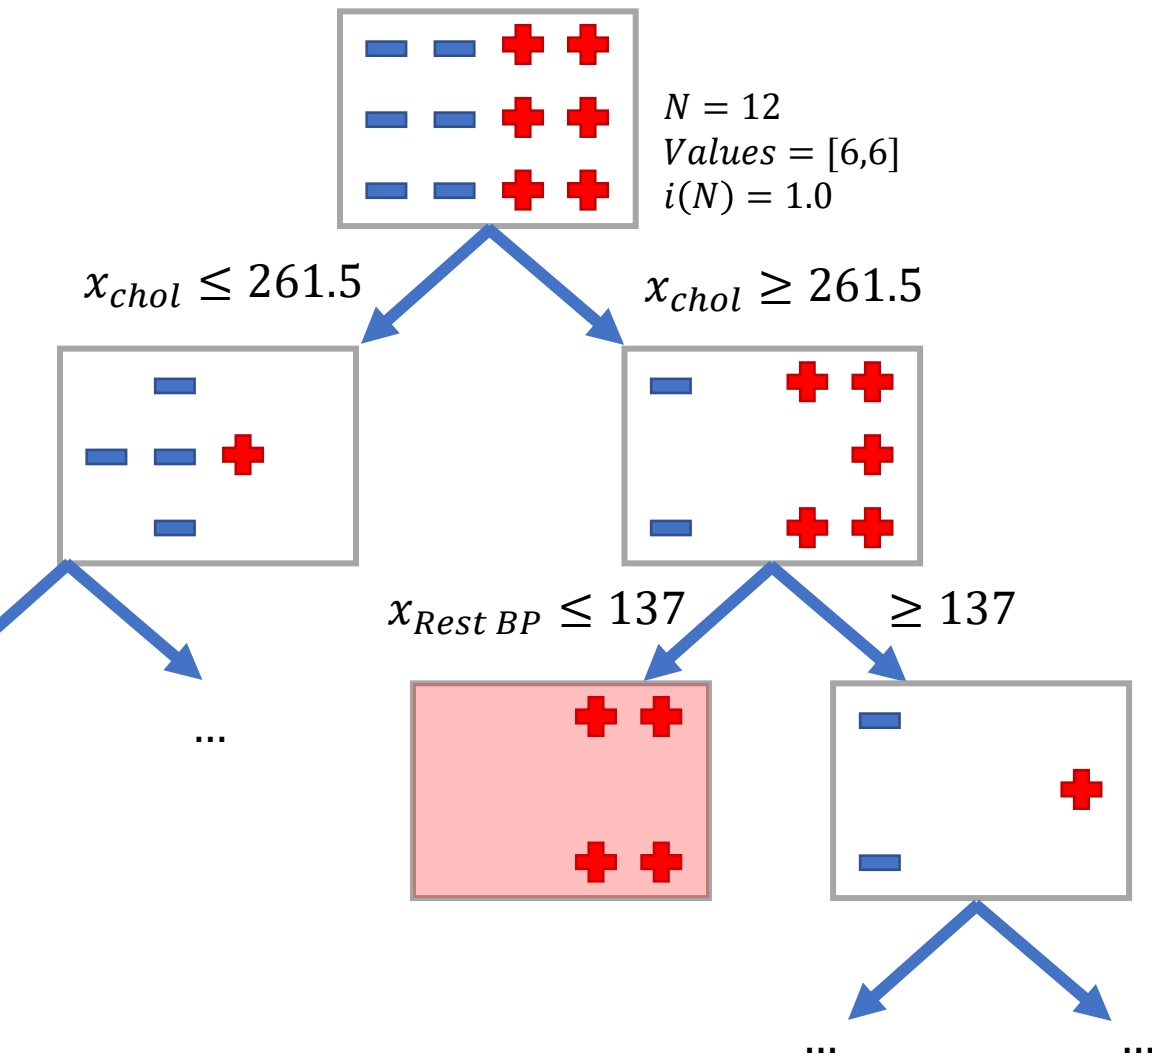 N = 12
Values = [6,6]
i(N) = 1.0
x_chol ≤ 261.5
x_chol ≥ 261.5
x_Rest BP ≤ 137
≥ 137
...
...
...